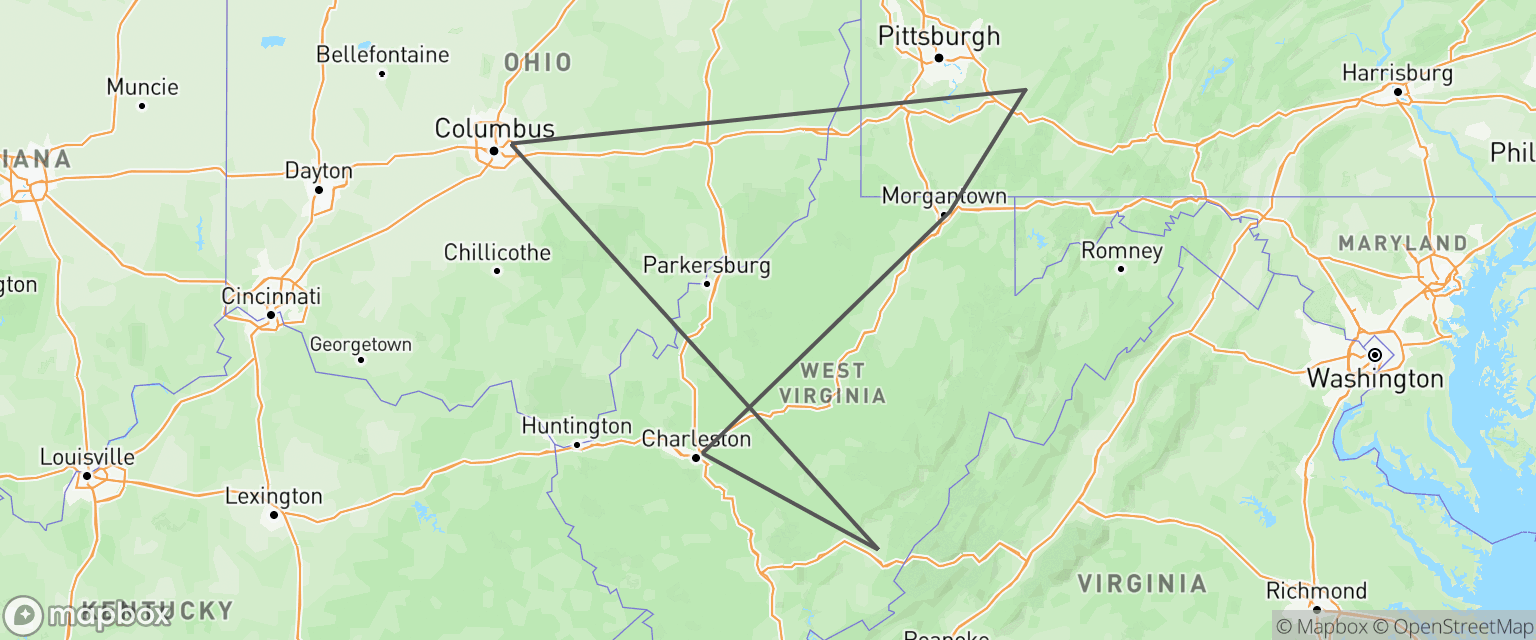 Pittsburgh
Bellefontaine
OHIO
Muncie
Harrisburg
Columbus
IANA
Phil
Dayton
Morgantown
Chillicothe
Romney
MARYLAND
Parkersburg
gton
Cincinnati
Georgetown
WEST
VIRGINIA
Washington
Huntington
Charleston
Louisville
Lexington
VIRGINIA
Richmond
KENTUCKY
mapbox
© Mapbox © OpenStreetMap
Roanoke